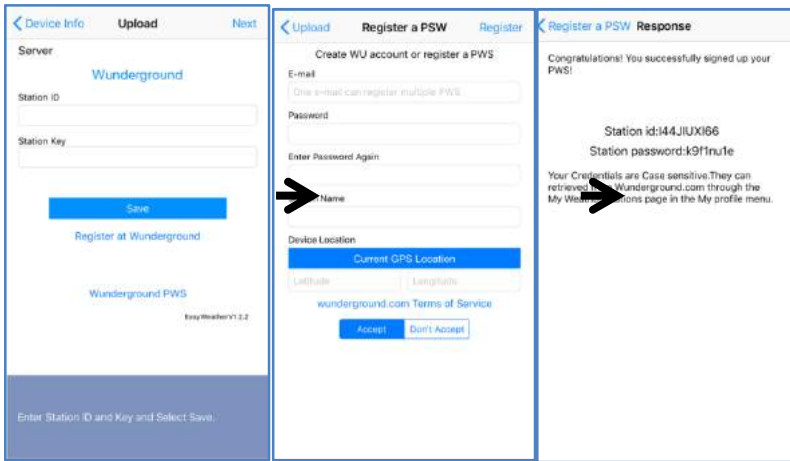 Device Info Upload Next
Server
Wunderground
Station ID
Station Key
Save
Register at Wunderground
Wunderground PWS
EasyWeatherV1.2.2
Enter Station ID and Key and Select Save.
Upload Register a PSW Register
Create WU account or register a PWS
E-mail
One e-mail can register multiple PWS
Password
Enter Password Again
Name
Device Location
Current GPS Location
Latitude Longitude
wunderground.com Terms of Service
Accept Don't Accept
Register a PSW Response
Congratulations! You successfully signed up your
PWS!
Station id:I44JIUXI66
Station password:k9f1nu1e
Your Credentials are Case sensitive.They can
retrieved Wunderground.com through the
My page in the My profile menu.